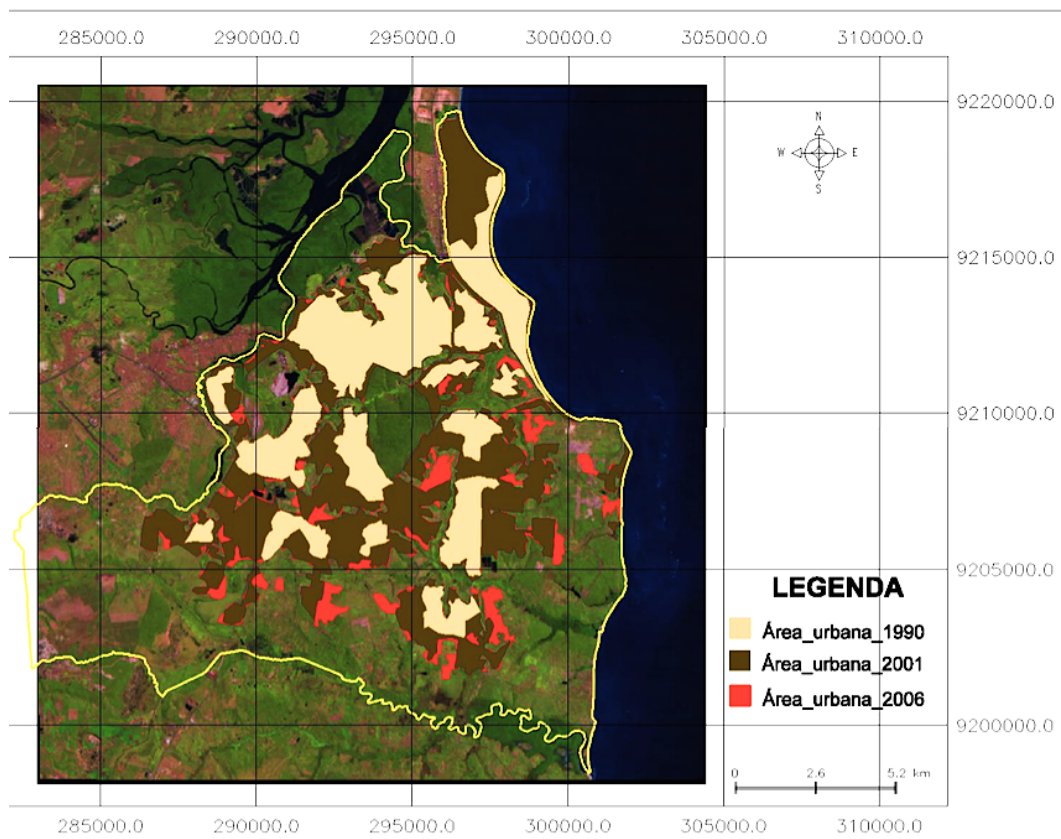 285000.0 290000.0 295000.0 300000.0 305000.0 310000.0
9220000.0
N
W E
S
9215000.0
9210000.0
9205000.0
LEGENDA
Área_urbana_1990
Área_urbana_2001
Área_urbana_2006
9200000.0
0 2.6 5.2 km
285000.0 290000.0 295000.0 300000.0 305000.0 310000.0